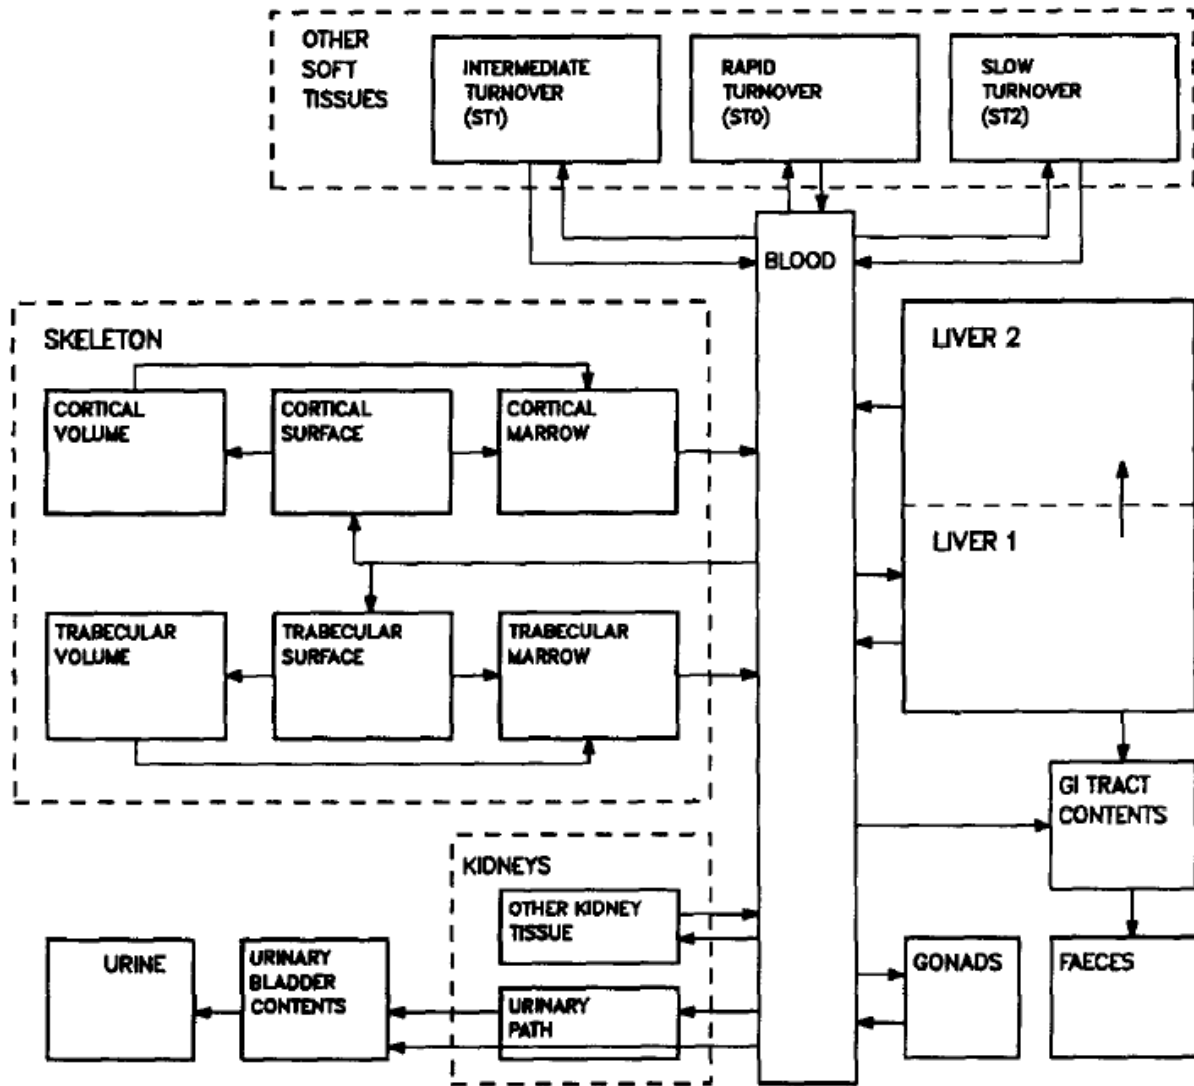 OTHER
SOFT
TISSUES
INTERMEDIATE
TURNOVER
(ST1)
RAPID
TURNOVER
(ST0)
SLOW
TURNOVER
(ST2)
BLOOD
SKELETON
CORTICAL
VOLUME
CORTICAL
SURFACE
CORTICAL
MARROW
LIVER 2
LIVER 1
TRABECULAR
VOLUME
TRABECULAR
SURFACE
TRABECULAR
MARROW
GI TRACT
CONTENTS
KIDNEYS
OTHER KIDNEY
TISSUE
URINE
URINARY
BLADDER
CONTENTS
URINARY
PATH
GONADS
FAECES